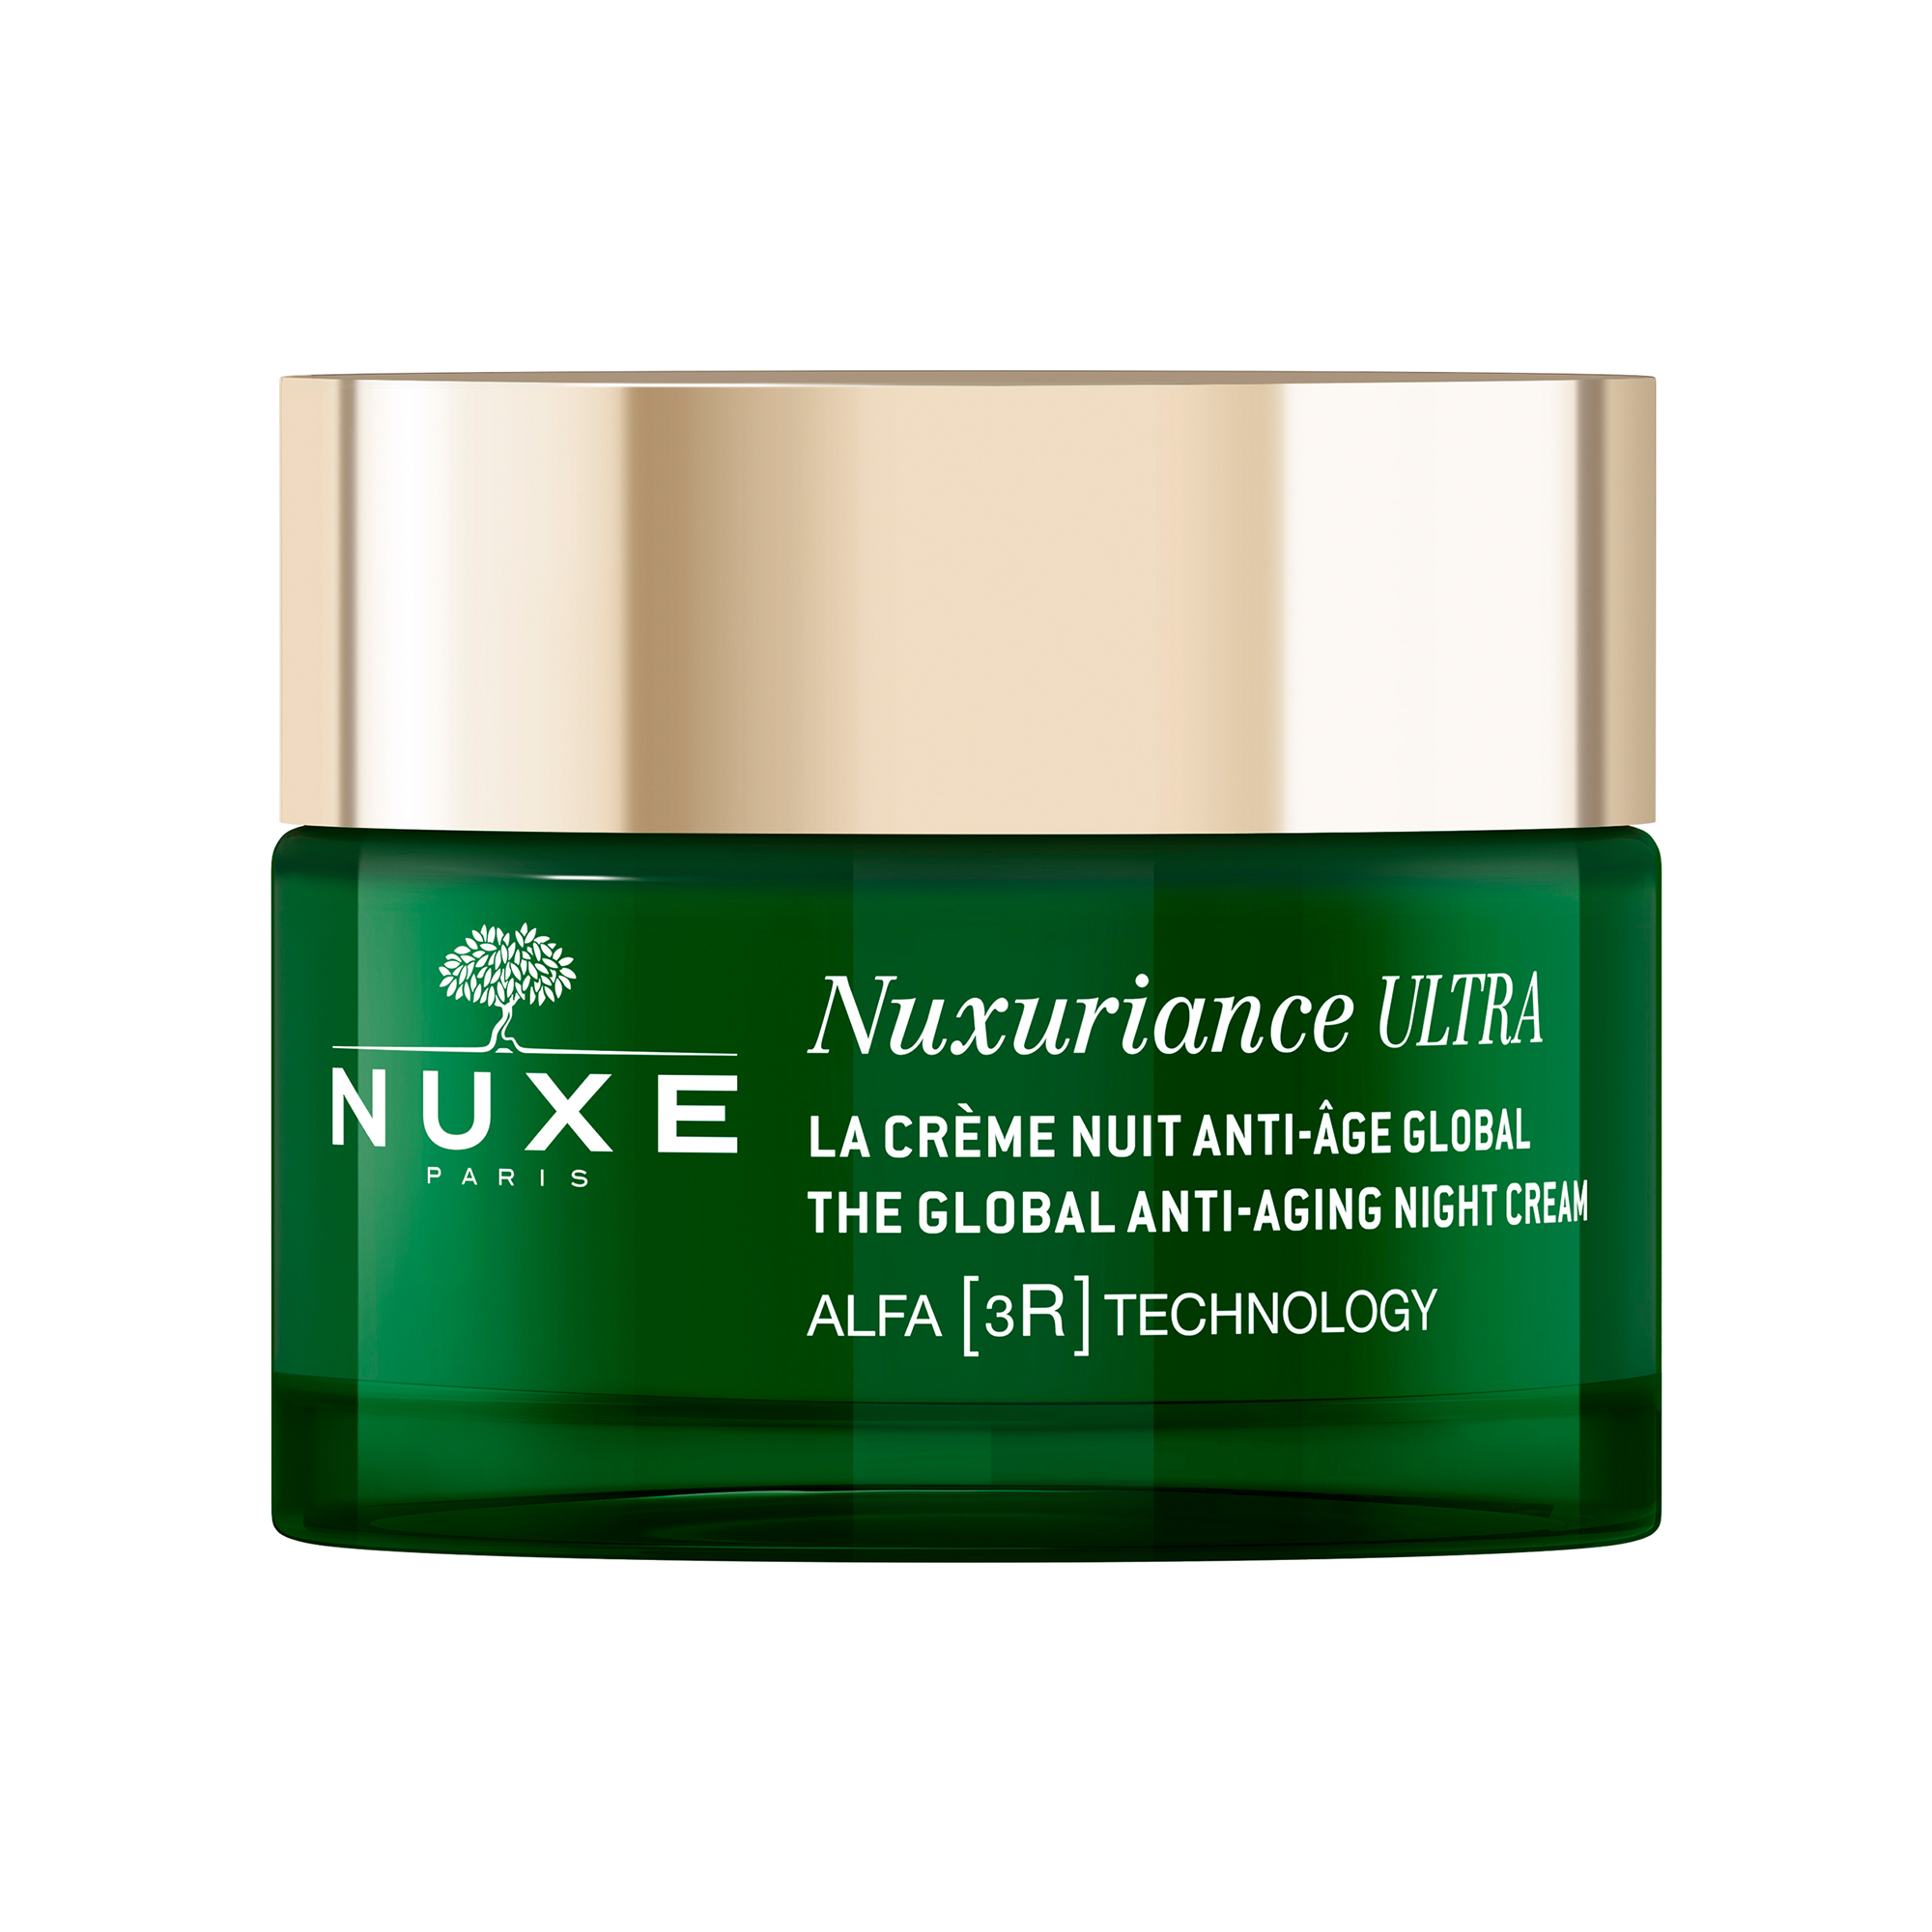 NUXE
PARIS
Nuxuriance ULTRA
LA CRÈME NUIT ANTI-ÂGE GLOBAL
THE GLOBAL ANTI-AGING NIGHT CREAM
ALFA [3R] TECHNOLOGY